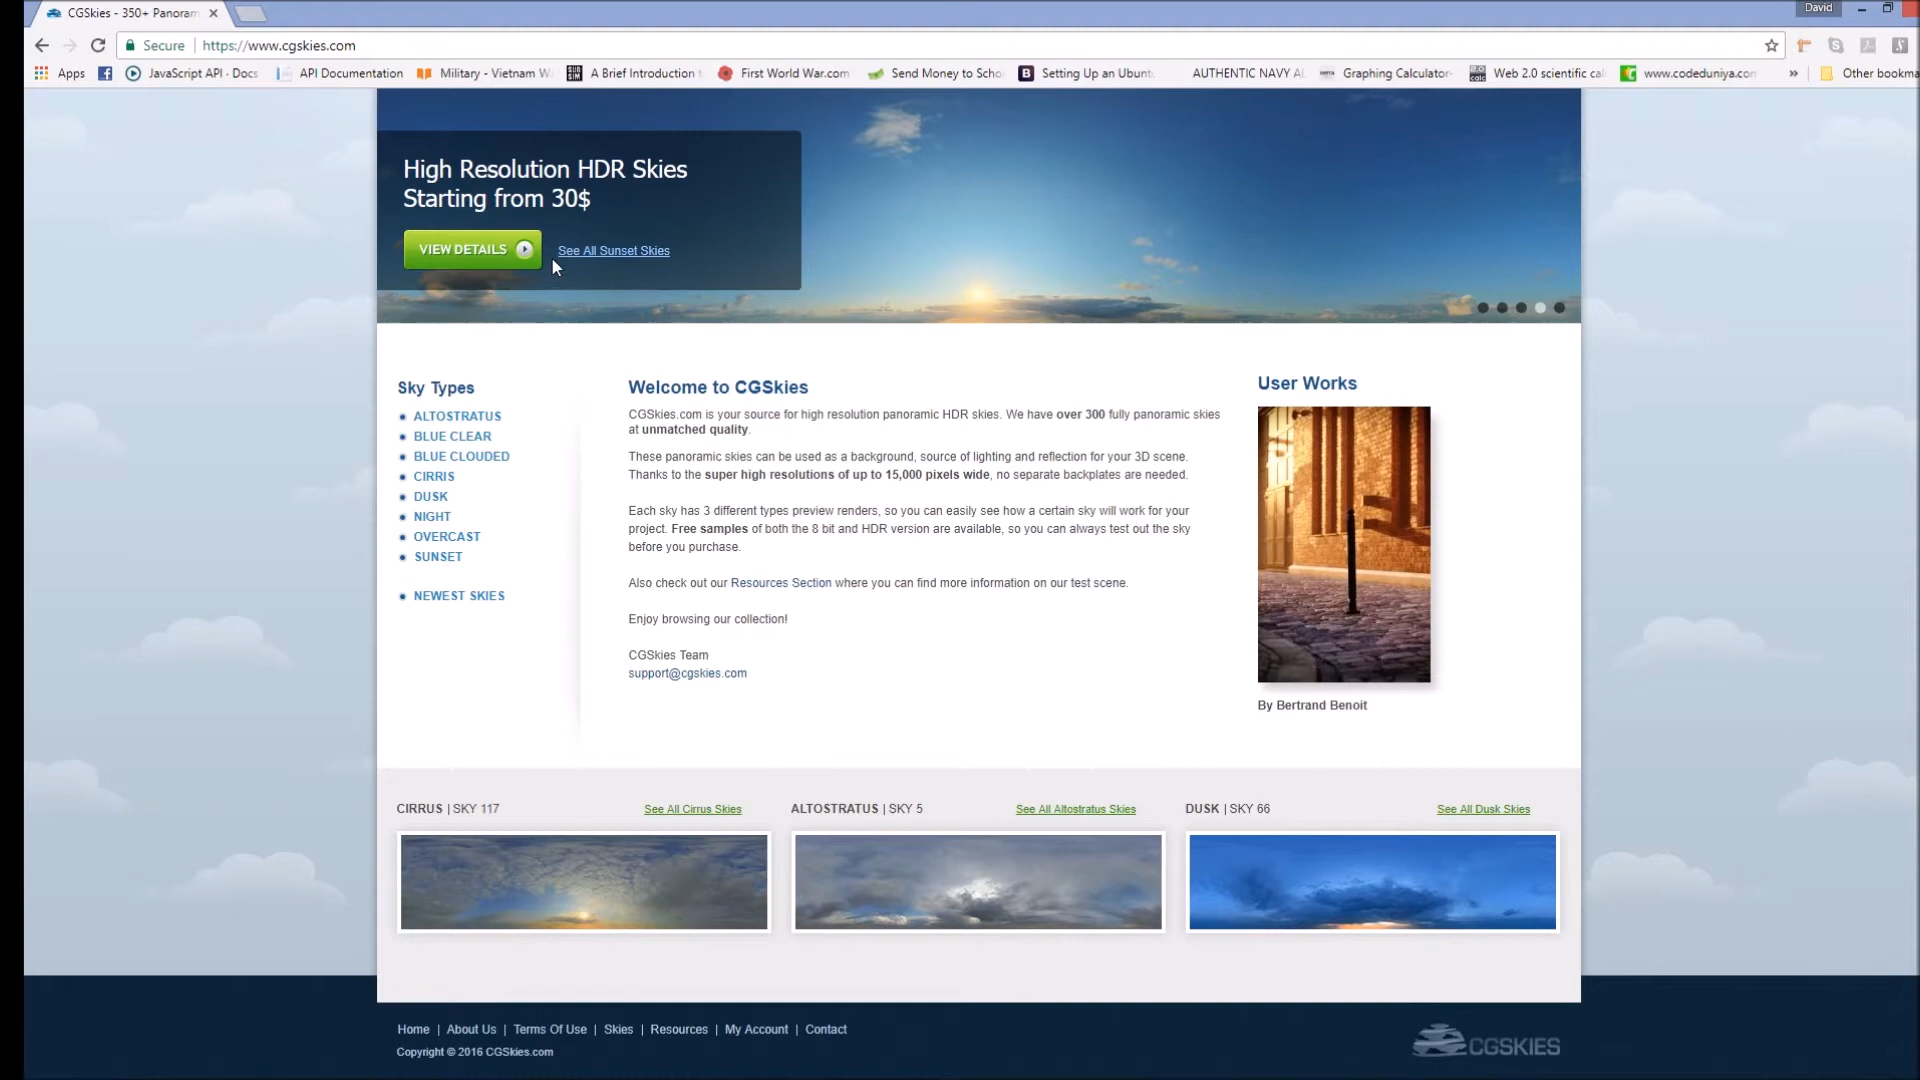 CGSkies - 350+ Panoram
David
Secure
https://www.cgskies.com
Apps
JavaScript API - Docs
API Documentation
Military - Vietnam W
A Brief Introduction t
First World War.com
Send Money to Scho
B
Setting Up an Ubunt
AUTHENTIC NAVY
Graphing Calculator
Web 2.0 scientific cal
www.codeduniya.com
»
Other bookma
High Resolution HDR Skies
Starting from 30$
VIEW DETAILS
See All Sunset Skies
Sky Types
ALTOSTRATUS
BLUE CLEAR
BLUE CLOUDED
CIRRIS
DUSK
NIGHT
OVERCAST
SUNSET
NEWEST SKIES
Welcome to CGSkies
CGSkies.com is your source for high resolution panoramic HDR skies. We have over 300 fully panoramic skies
at unmatched quality.
These panoramic skies can be used as a background, source of lighting and reflection for your 3D scene.
Thanks to the super high resolutions of up to 15,000 pixels wide, no separate backplates are needed.
Each sky has 3 different types preview renders, so you can easily see how a certain sky will work for your
project. Free samples of both the 8 bit and HDR version are available, so you can always test out the sky
before you purchase.
Also check out our Resources Section where you can find more information on our test scene.
Enjoy browsing our collection!
CGSkies Team
support@cgskies.com
User Works
By Bertrand Benoit
CIRRUS | SKY 117
See All Cirrus Skies
ALTOSTRATUS | SKY 5
See All Altostratus Skies
DUSK | SKY 66
See All Dusk Skies
Home | About Us | Terms Of Use | Skies | Resources | My Account | Contact
Copyright © 2016 CGSkies.com
CGSKIES